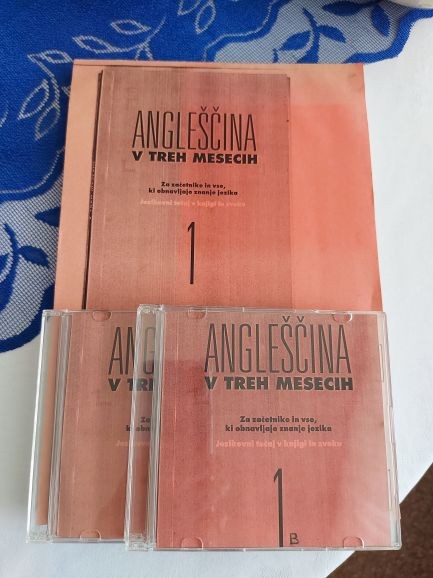 ANGLEŠČINA
V TREH MESECIH
Za začetnike in vse,
ki obnavljajo znanje jezika
Jezikovni tečaj v knjigi in zvoku
1
ANGLEŠČINA
V TREH MESECIH
Za začetnike in vse,
ki obnavljajo znanje jezika
Jezikovni tečaj v knjigi in zvoku
1
B